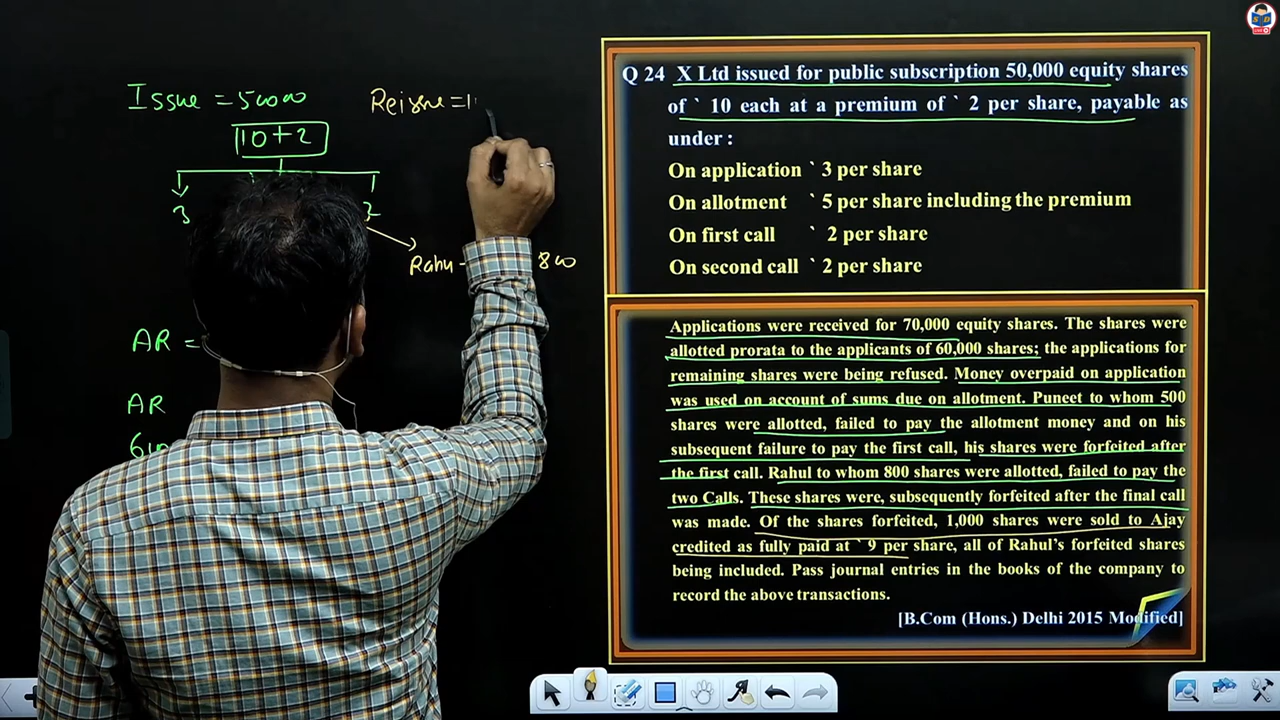 Issue = 50000
Reissue = 1
10 + 2
3
2
Rahu - 800
AR =
AR
Q 24 X Ltd issued for public subscription 50,000 equity shares
of ` 10 each at a premium of ` 2 per share, payable as
under :
On application ` 3 per share
On allotment ` 5 per share including the premium
On first call ` 2 per share
On second call ` 2 per share
Applications were received for 70,000 equity shares. The shares were
allotted prorata to the applicants of 60,000 shares; the applications for
remaining shares were being refused. Money overpaid on application
was used on account of sums due on allotment. Puneet to whom 500
shares were allotted, failed to pay the allotment money and on his
subsequent failure to pay the first call, his shares were forfeited after
the first call. Rahul to whom 800 shares were allotted, failed to pay the
two Calls. These shares were, subsequently forfeited after the final call
was made. Of the shares forfeited, 1,000 shares were sold to Ajay
credited as fully paid at ` 9 per share, all of Rahul's forfeited shares
being included. Pass journal entries in the books of the company to
record the above transactions.
[B.Com (Hons.) Delhi 2015 Modified]